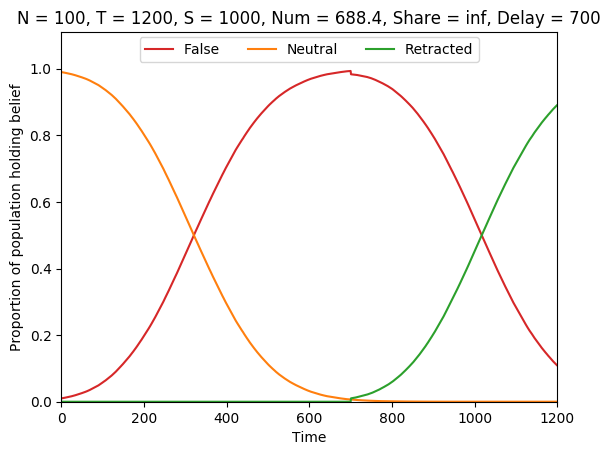 N = 100, T = 1200, S = 1000, Num = 688.4, Share = inf, Delay = 700
False Neutral Retracted
Proportion of population holding belief
1.0
0.8
0.6
0.4
0.2
0.0
0 200 400 600 800 1000 1200
Time